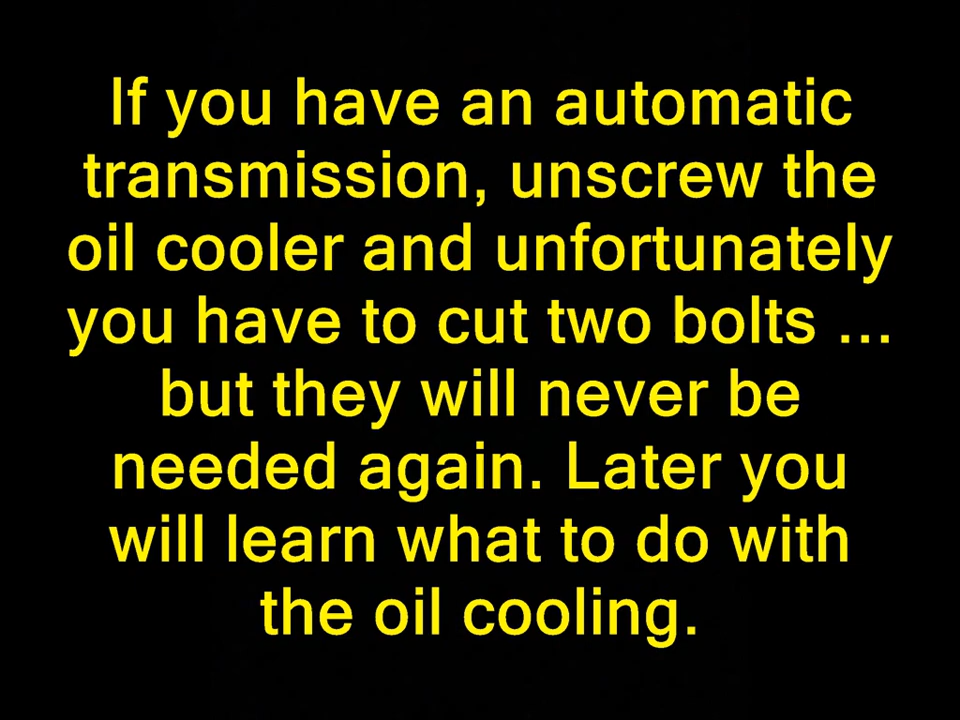 If you have an automatic
transmission, unscrew the
oil cooler and unfortunately
you have to cut two bolts ...
but they will never be
needed again. Later you
will learn what to do with
the oil cooling.